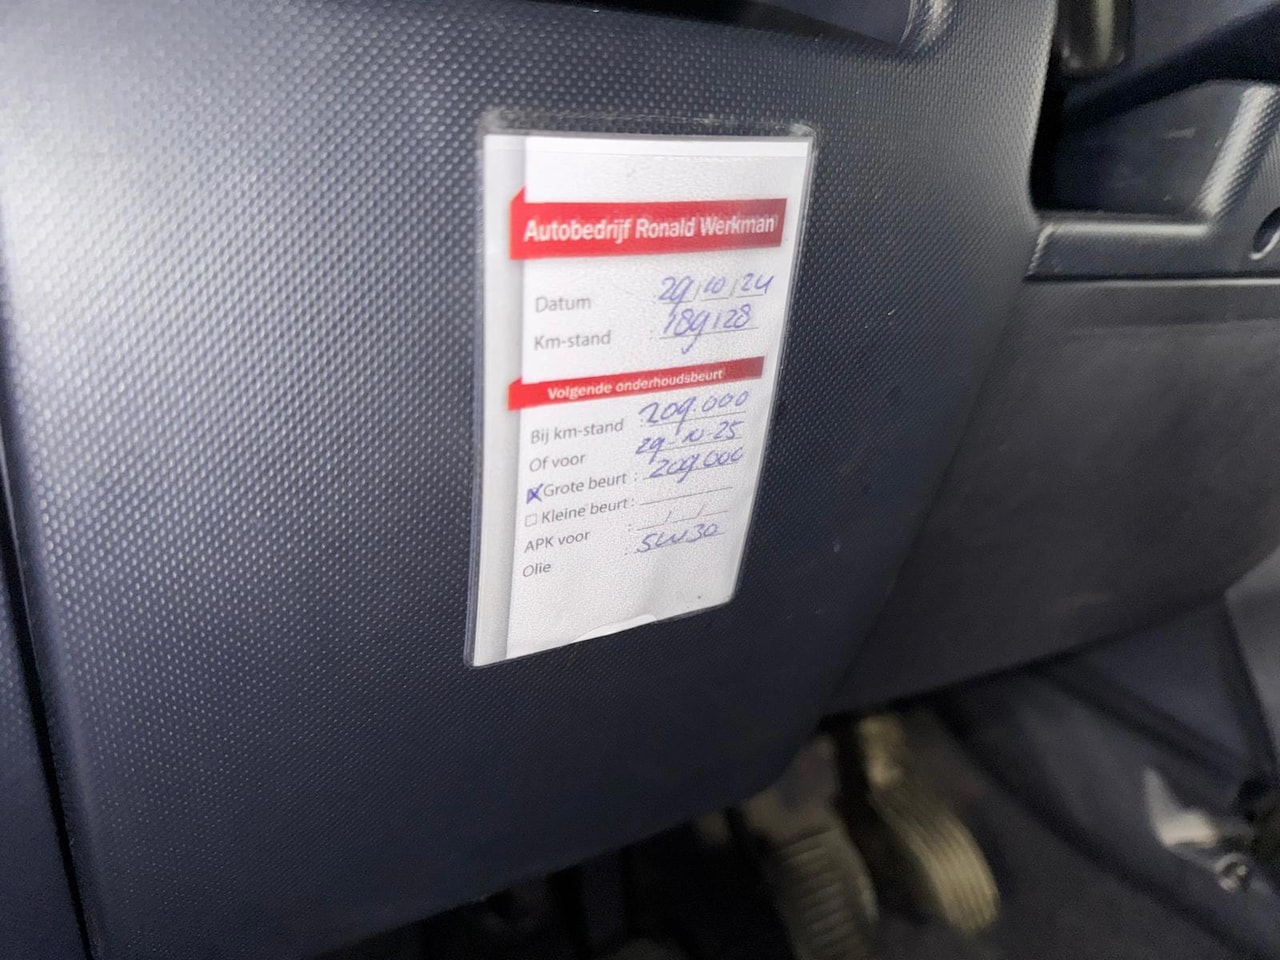 Autobedrijf Ronald Werkman
Datum 29/10/24
Km-stand : 189128
Volgende onderhoudsbeurt
Bij km-stand : 209.000
Of voor 29-10-25
Grote beurt : 209.000
Kleine beurt :
APK voor : / /
Olie : 5W30